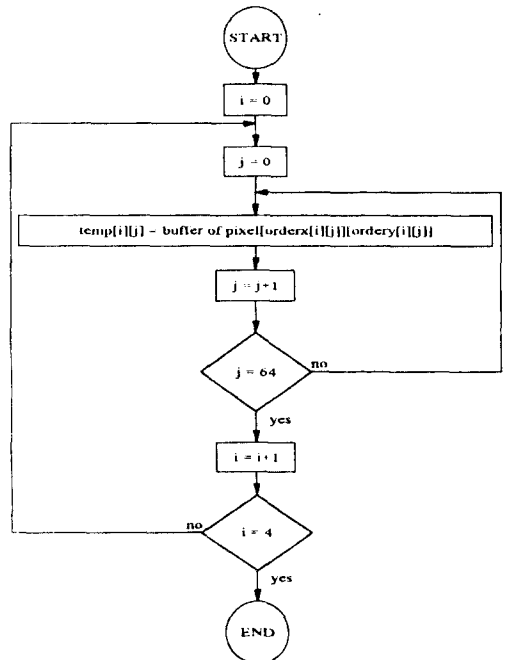 START
i = 0
j = 0
temp[i][j] = buffer of pixel[orderx[i][j]][ordery[i][j]]
j = j+1
j = 64
no
yes
i = i+1
no
i = 4
yes
END